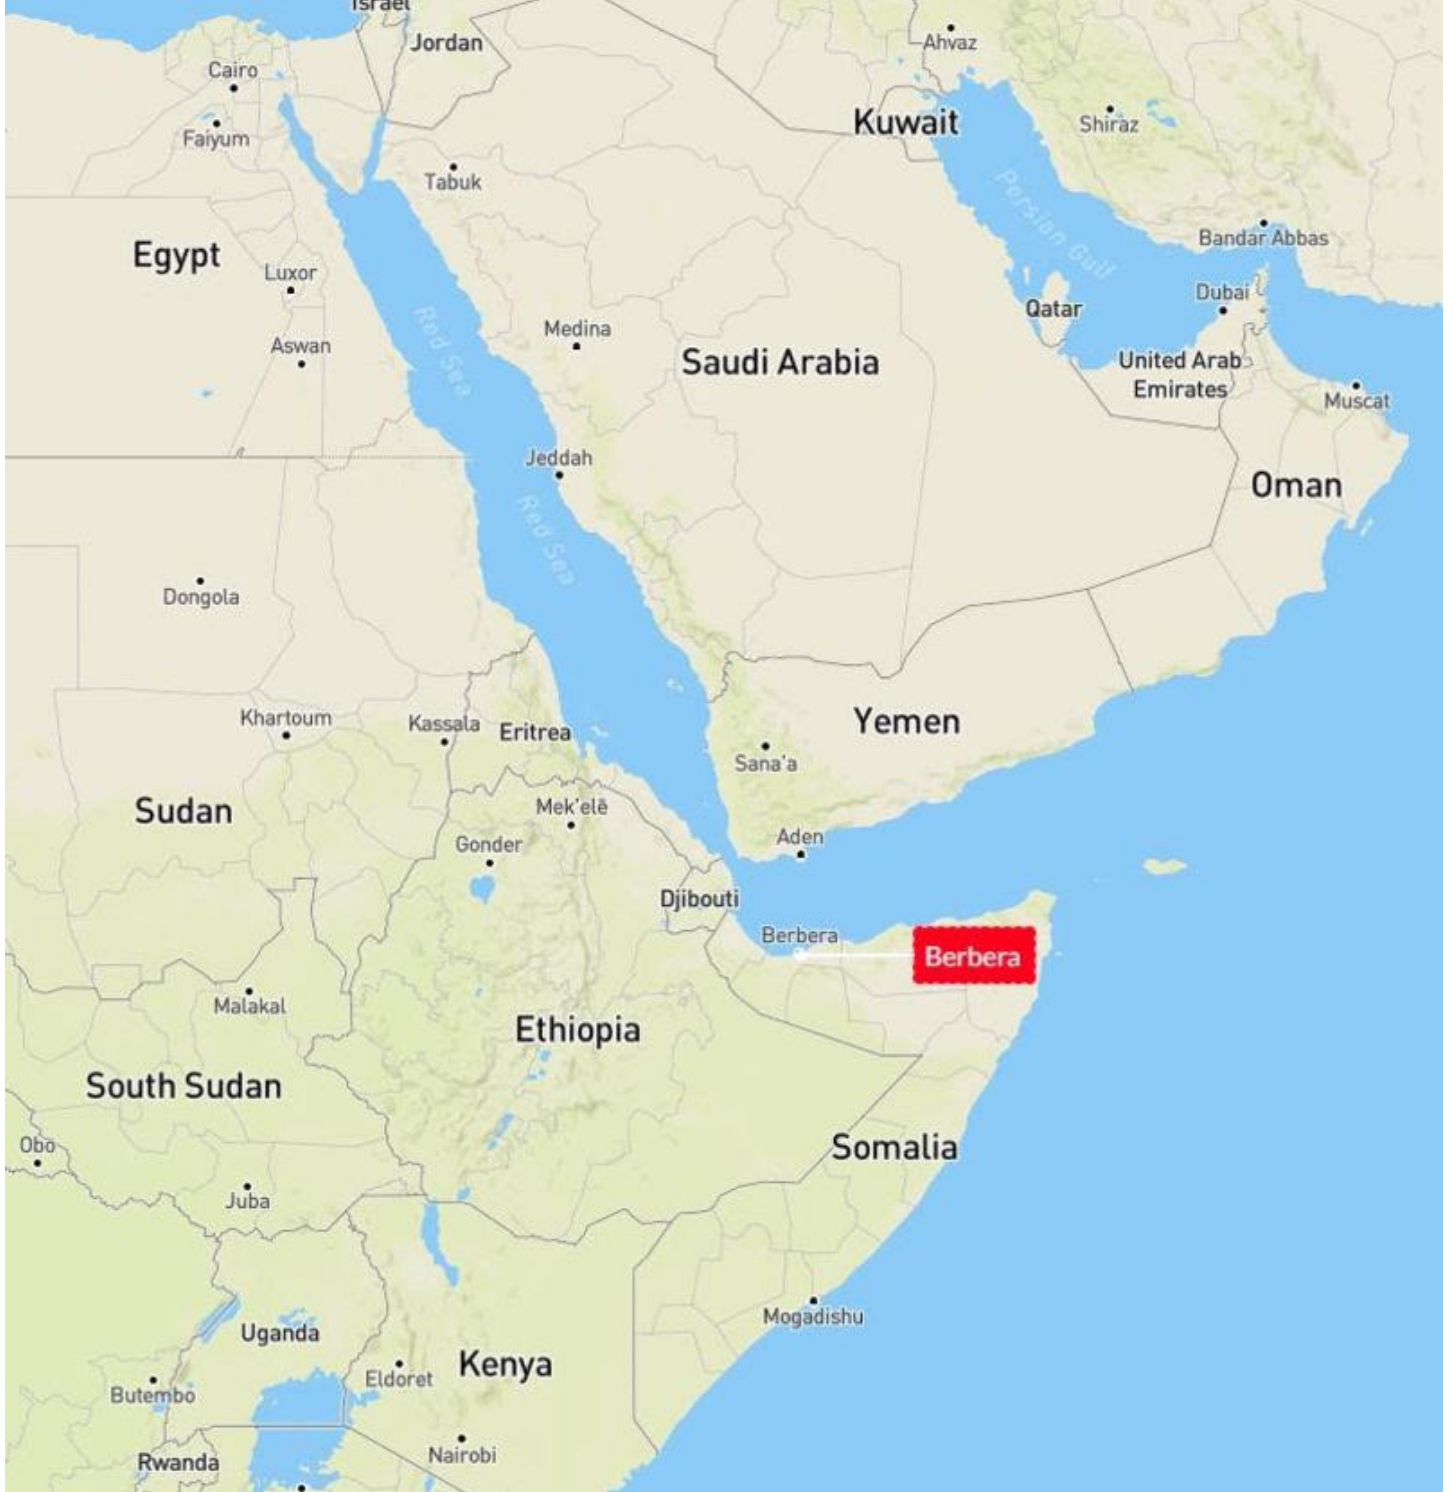 Israel
Jordan
Ahvaz
Cairo
Kuwait
Shiraz
Faiyum
Tabuk
Persian Gulf
Egypt
Bandar Abbas
Luxor
Dubai
Red Sea
Qatar
Medina
Aswan
Saudi Arabia
United Arab
Emirates
Muscat
Jeddah
Oman
Red Sea
Dongola
Khartoum
Kassala
Eritrea
Yemen
Sana'a
Sudan
Mek'elē
Gonder
Aden
Djibouti
Berbera
Berbera
Malakal
Ethiopia
South Sudan
Obo
Somalia
Juba
Mogadishu
Uganda
Kenya
Eldoret
Butembo
Nairobi
Rwanda